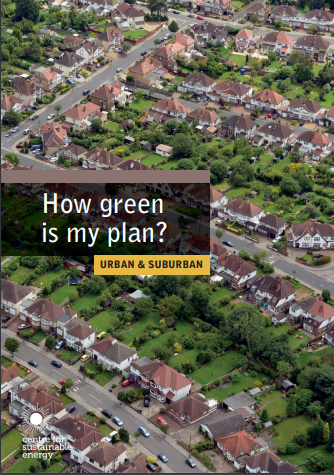 How green
is my plan?
URBAN & SUBURBAN
centre for
sustainable
energy